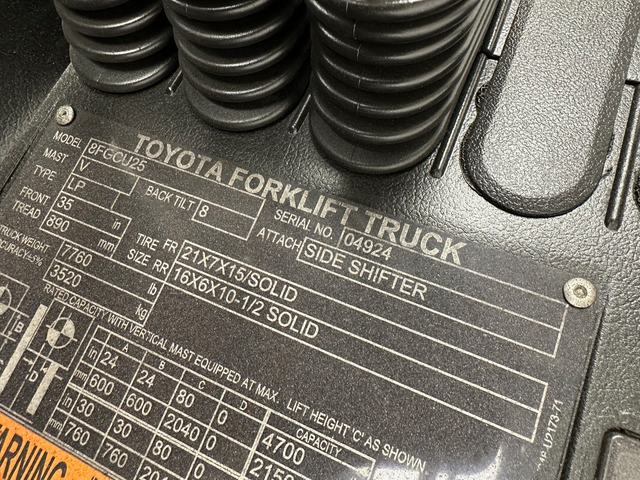 TOYOTA FORKLIFT TRUCK
MODEL 8FGCU25 SERIAL NO. 04924
MAST V BACK TILT 8 ATTACH SIDE SHIFTER
TYPE LP
FRONT TREAD 35 in
890 mm
TIRE SIZE FR 21X7X15/SOLID
RR 16X6X10-1/2 SOLID
TRUCK WEIGHT 7760 lb
ACCURACY±5% 3520 kg
RATED CAPACITY WITH VERTICAL MAST EQUIPPED AT MAX. LIFT HEIGHT 'C' AS SHOWN
A B C D CAPACITY
in 24 24 80 0 4700
mm 600 600 2040 0
in 30 30 80 0
mm 760 760
B
D
WARNING